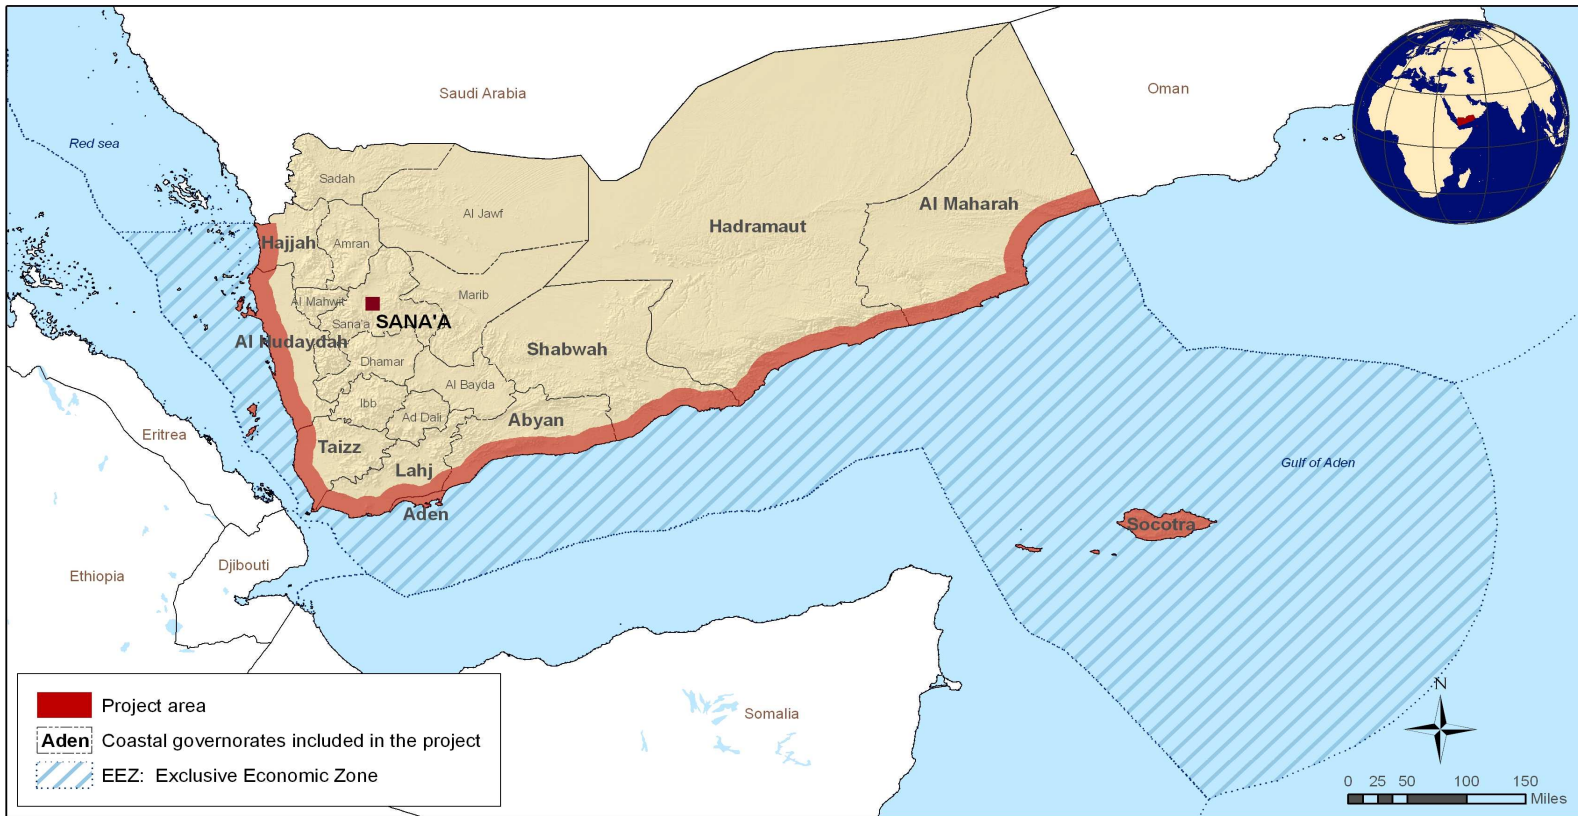 Saudi Arabia
Oman
Red sea
Sadah
Al Jawf
Al Maharah
Hadramaut
Hajjah
Amran
Marib
Al Mahwit
Sana'a
SANA'A
Al Hudaydah
Shabwah
Dhamar
Al Bayda
Ibb
Ad Dali
Abyan
Eritrea
Taizz
Lahj
Gulf of Aden
Aden
Socotra
Djibouti
Ethiopia
Somalia
Project area
Aden Coastal governorates included in the project
EEZ: Exclusive Economic Zone
N
0 25 50 100 150
Miles